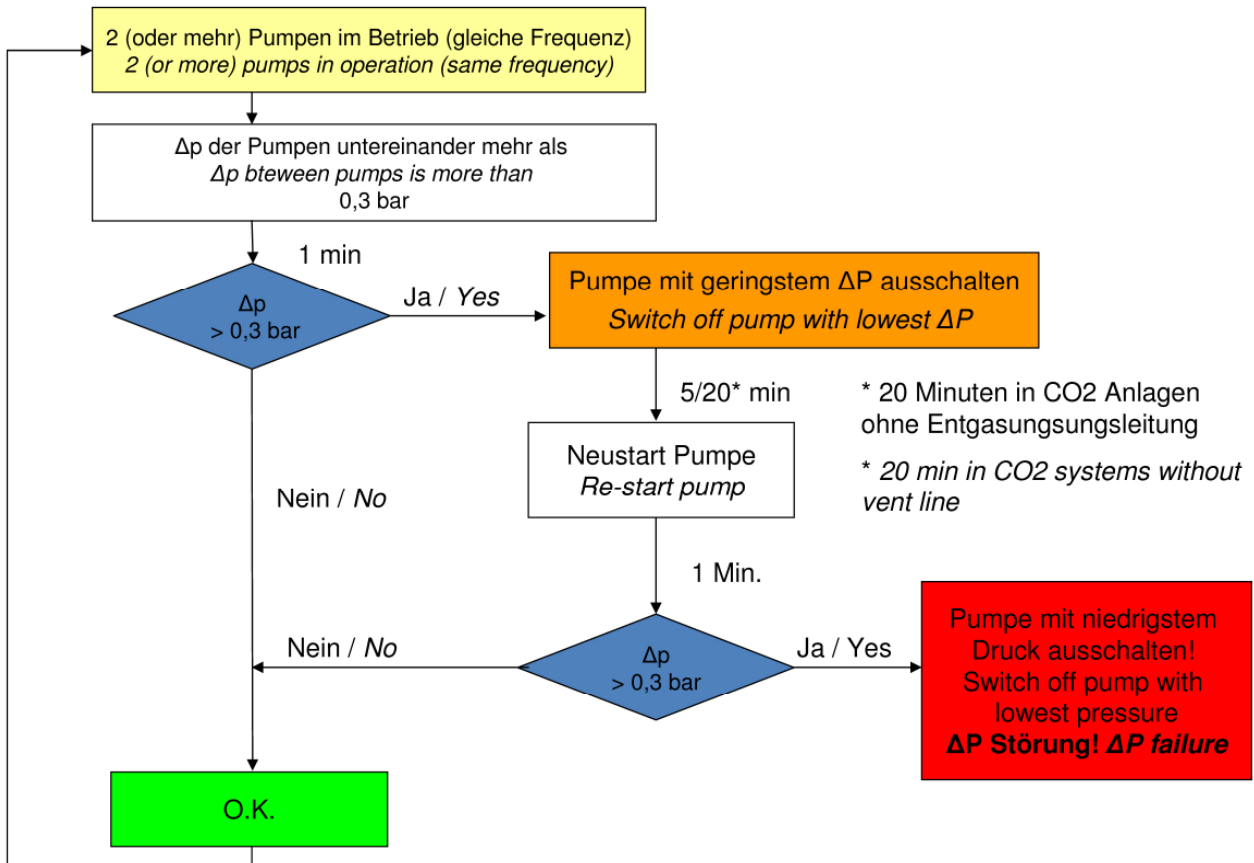 2 (oder mehr) Pumpen im Betrieb (gleiche Frequenz)
2 (or more) pumps in operation (same frequency)
Δp der Pumpen untereinander mehr als
Δp bteween pumps is more than
0,3 bar
1 min
Δp
> 0,3 bar
Ja / Yes
Pumpe mit geringstem ΔP ausschalten
Switch off pump with lowest ΔP
5/20* min
* 20 Minuten in CO2 Anlagen
ohne Entgasungsungsleitung
* 20 min in CO2 systems without
vent line
Neustart Pumpe
Re-start pump
Nein / No
1 Min.
Δp
> 0,3 bar
Nein / No
Ja / Yes
Pumpe mit niedrigstem
Druck ausschalten!
Switch off pump with
lowest pressure
ΔP Störung! ΔP failure
O.K.